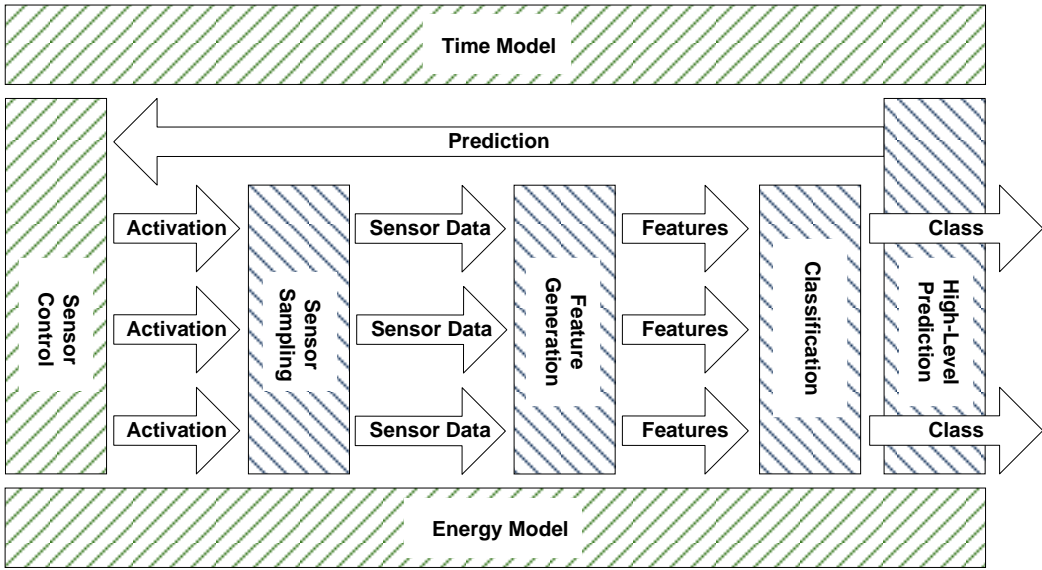 Time Model
Prediction
Activation
Sensor Data
Features
Class
Sensor
Control
Sensor
Sampling
Feature
Generation
Classification
High-Level
Prediction
Activation
Sensor Data
Features
Activation
Sensor Data
Features
Class
Energy Model